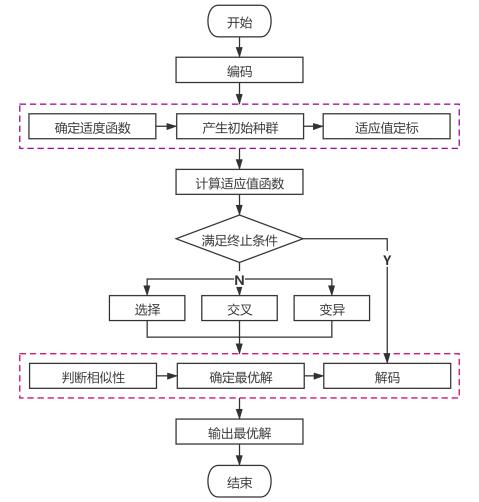 开始
编码
确定适度函数
产生初始种群
适应值定标
计算适应值函数
满足终止条件
Y
N
选择
交叉
变异
判断相似性
确定最优解
解码
输出最优解
结束